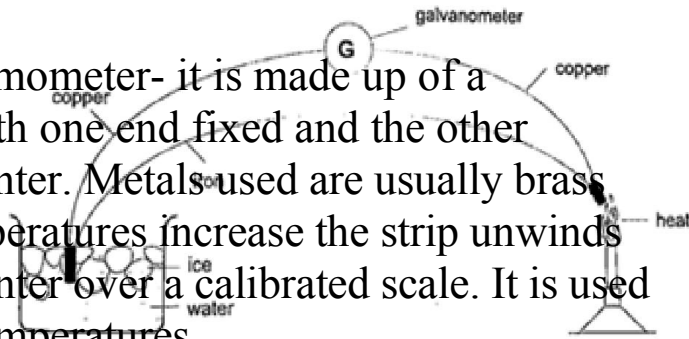 galvanometer
G
copper
mometer- it is made up of a
copper
th one end fixed and the other
nter. Metals used are usually brass
peratures increase the strip unwinds
heat
ice
nter over a calibrated scale. It is used
water
mperatures